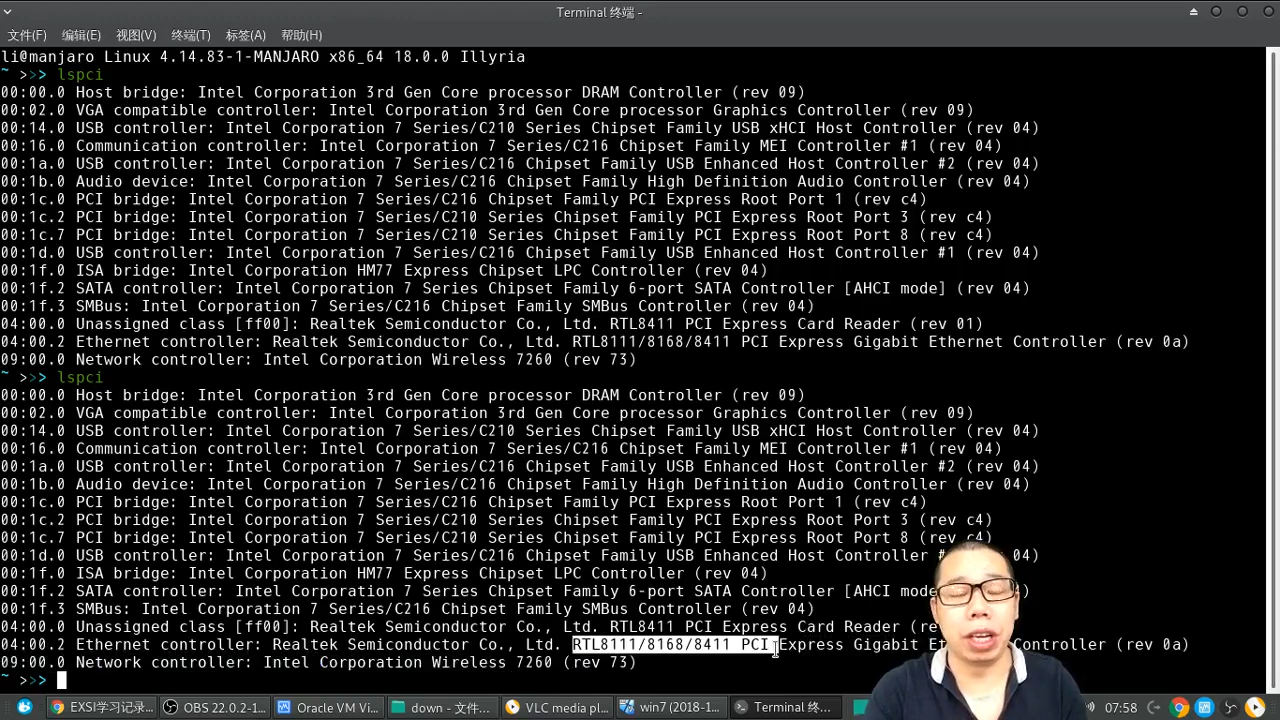 Terminal 终端 -
文件(F) 编辑(E) 视图(V) 终端(T) 标签(A) 帮助(H)
li@manjaro Linux 4.14.83-1-MANJARO x86_64 18.0.0 Illyria
~ >>> lspci
00:00.0 Host bridge: Intel Corporation 3rd Gen Core processor DRAM Controller (rev 09)
00:02.0 VGA compatible controller: Intel Corporation 3rd Gen Core processor Graphics Controller (rev 09)
00:14.0 USB controller: Intel Corporation 7 Series/C210 Series Chipset Family USB xHCI Host Controller (rev 04)
00:16.0 Communication controller: Intel Corporation 7 Series/C216 Chipset Family MEI Controller #1 (rev 04)
00:1a.0 USB controller: Intel Corporation 7 Series/C216 Chipset Family USB Enhanced Host Controller #2 (rev 04)
00:1b.0 Audio device: Intel Corporation 7 Series/C216 Chipset Family High Definition Audio Controller (rev 04)
00:1c.0 PCI bridge: Intel Corporation 7 Series/C216 Chipset Family PCI Express Root Port 1 (rev c4)
00:1c.2 PCI bridge: Intel Corporation 7 Series/C210 Series Chipset Family PCI Express Root Port 3 (rev c4)
00:1c.7 PCI bridge: Intel Corporation 7 Series/C210 Series Chipset Family PCI Express Root Port 8 (rev c4)
00:1d.0 USB controller: Intel Corporation 7 Series/C216 Chipset Family USB Enhanced Host Controller #1 (rev 04)
00:1f.0 ISA bridge: Intel Corporation HM77 Express Chipset LPC Controller (rev 04)
00:1f.2 SATA controller: Intel Corporation 7 Series Chipset Family 6-port SATA Controller [AHCI mode] (rev 04)
00:1f.3 SMBus: Intel Corporation 7 Series/C216 Chipset Family SMBus Controller (rev 04)
04:00.0 Unassigned class [ff00]: Realtek Semiconductor Co., Ltd. RTL8411 PCI Express Card Reader (rev 01)
04:00.2 Ethernet controller: Realtek Semiconductor Co., Ltd. RTL8111/8168/8411 PCI Express Gigabit Ethernet Controller (rev 0a)
09:00.0 Network controller: Intel Corporation Wireless 7260 (rev 73)
~ >>> lspci
00:00.0 Host bridge: Intel Corporation 3rd Gen Core processor DRAM Controller (rev 09)
00:02.0 VGA compatible controller: Intel Corporation 3rd Gen Core processor Graphics Controller (rev 09)
00:14.0 USB controller: Intel Corporation 7 Series/C210 Series Chipset Family USB xHCI Host Controller (rev 04)
00:16.0 Communication controller: Intel Corporation 7 Series/C216 Chipset Family MEI Controller #1 (rev 04)
00:1a.0 USB controller: Intel Corporation 7 Series/C216 Chipset Family USB Enhanced Host Controller #2 (rev 04)
00:1b.0 Audio device: Intel Corporation 7 Series/C216 Chipset Family High Definition Audio Controller (rev 04)
00:1c.0 PCI bridge: Intel Corporation 7 Series/C216 Chipset Family PCI Express Root Port 1 (rev c4)
00:1c.2 PCI bridge: Intel Corporation 7 Series/C210 Series Chipset Family PCI Express Root Port 3 (rev c4)
00:1c.7 PCI bridge: Intel Corporation 7 Series/C210 Series Chipset Family PCI Express Root Port 8 (rev c4)
00:1d.0 USB controller: Intel Corporation 7 Series/C216 Chipset Family USB Enhanced Host Controller 04)
00:1f.0 ISA bridge: Intel Corporation HM77 Express Chipset LPC Controller (rev 04)
00:1f.2 SATA controller: Intel Corporation 7 Series Chipset Family 6-port SATA Controller [AHCI mode )
00:1f.3 SMBus: Intel Corporation 7 Series/C216 Chipset Family SMBus Controller (rev 04)
04:00.0 Unassigned class [ff00]: Realtek Semiconductor Co., Ltd. RTL8411 PCI Express Card Reader
04:00.2 Ethernet controller: Realtek Semiconductor Co., Ltd. RTL8111/8168/8411 PCI Express Gigabit Controller (rev 0a)
09:00.0 Network controller: Intel Corporation Wireless 7260 (rev 73)
~ >>>
EXSI学习记录... OBS 22.0.2-1... Oracle VM Vi... down - 文件... VLC media pl... win7 (2018-1... Terminal 终... 07:58